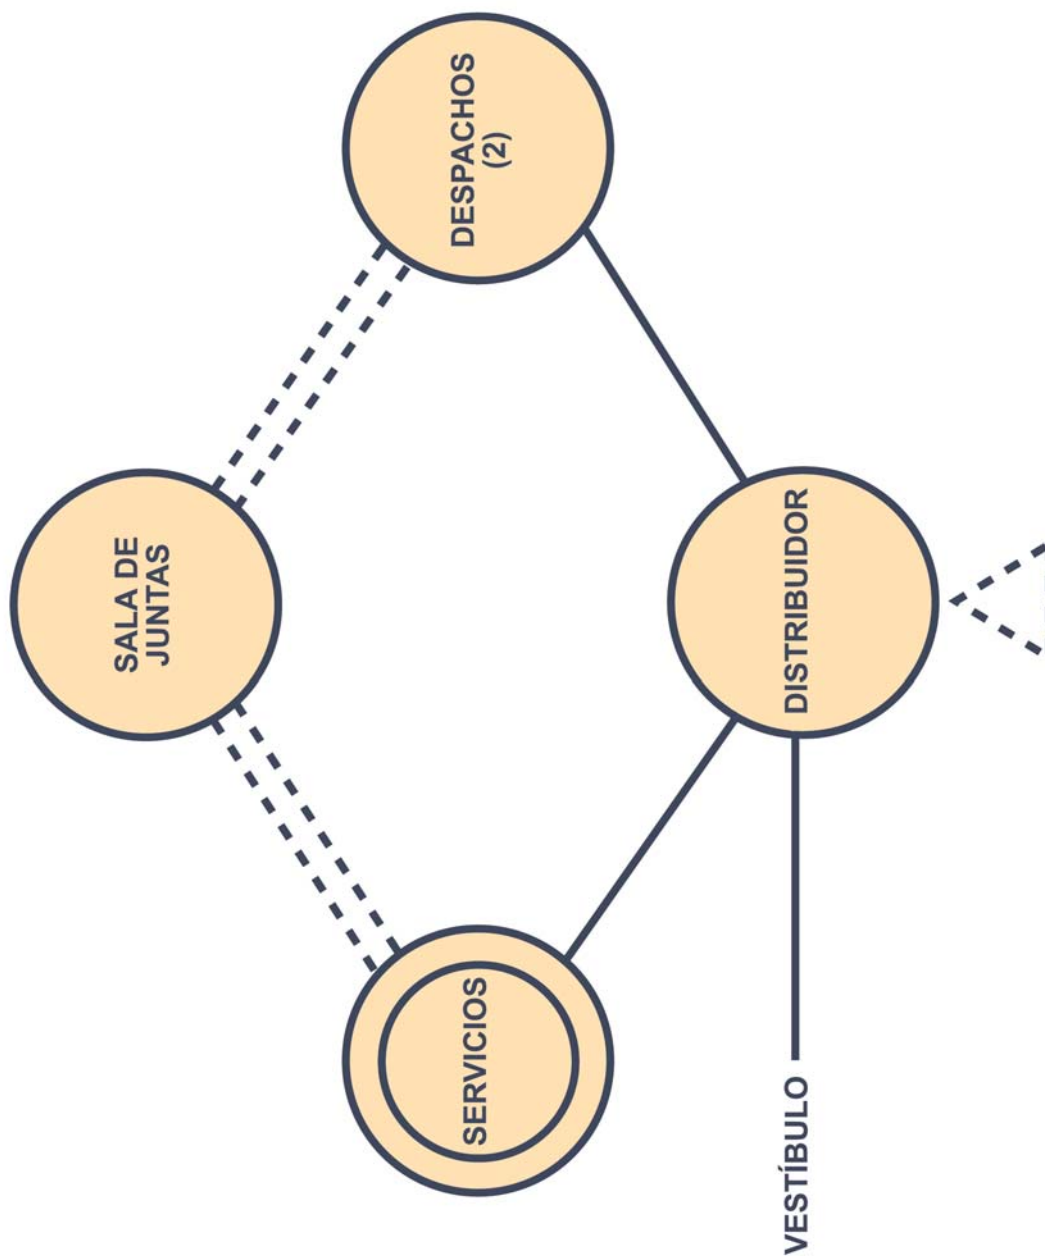 SALA DE
JUNTAS
DESPACHOS
(2)
SERVICIOS
DISTRIBUIDOR
VESTÍBULO